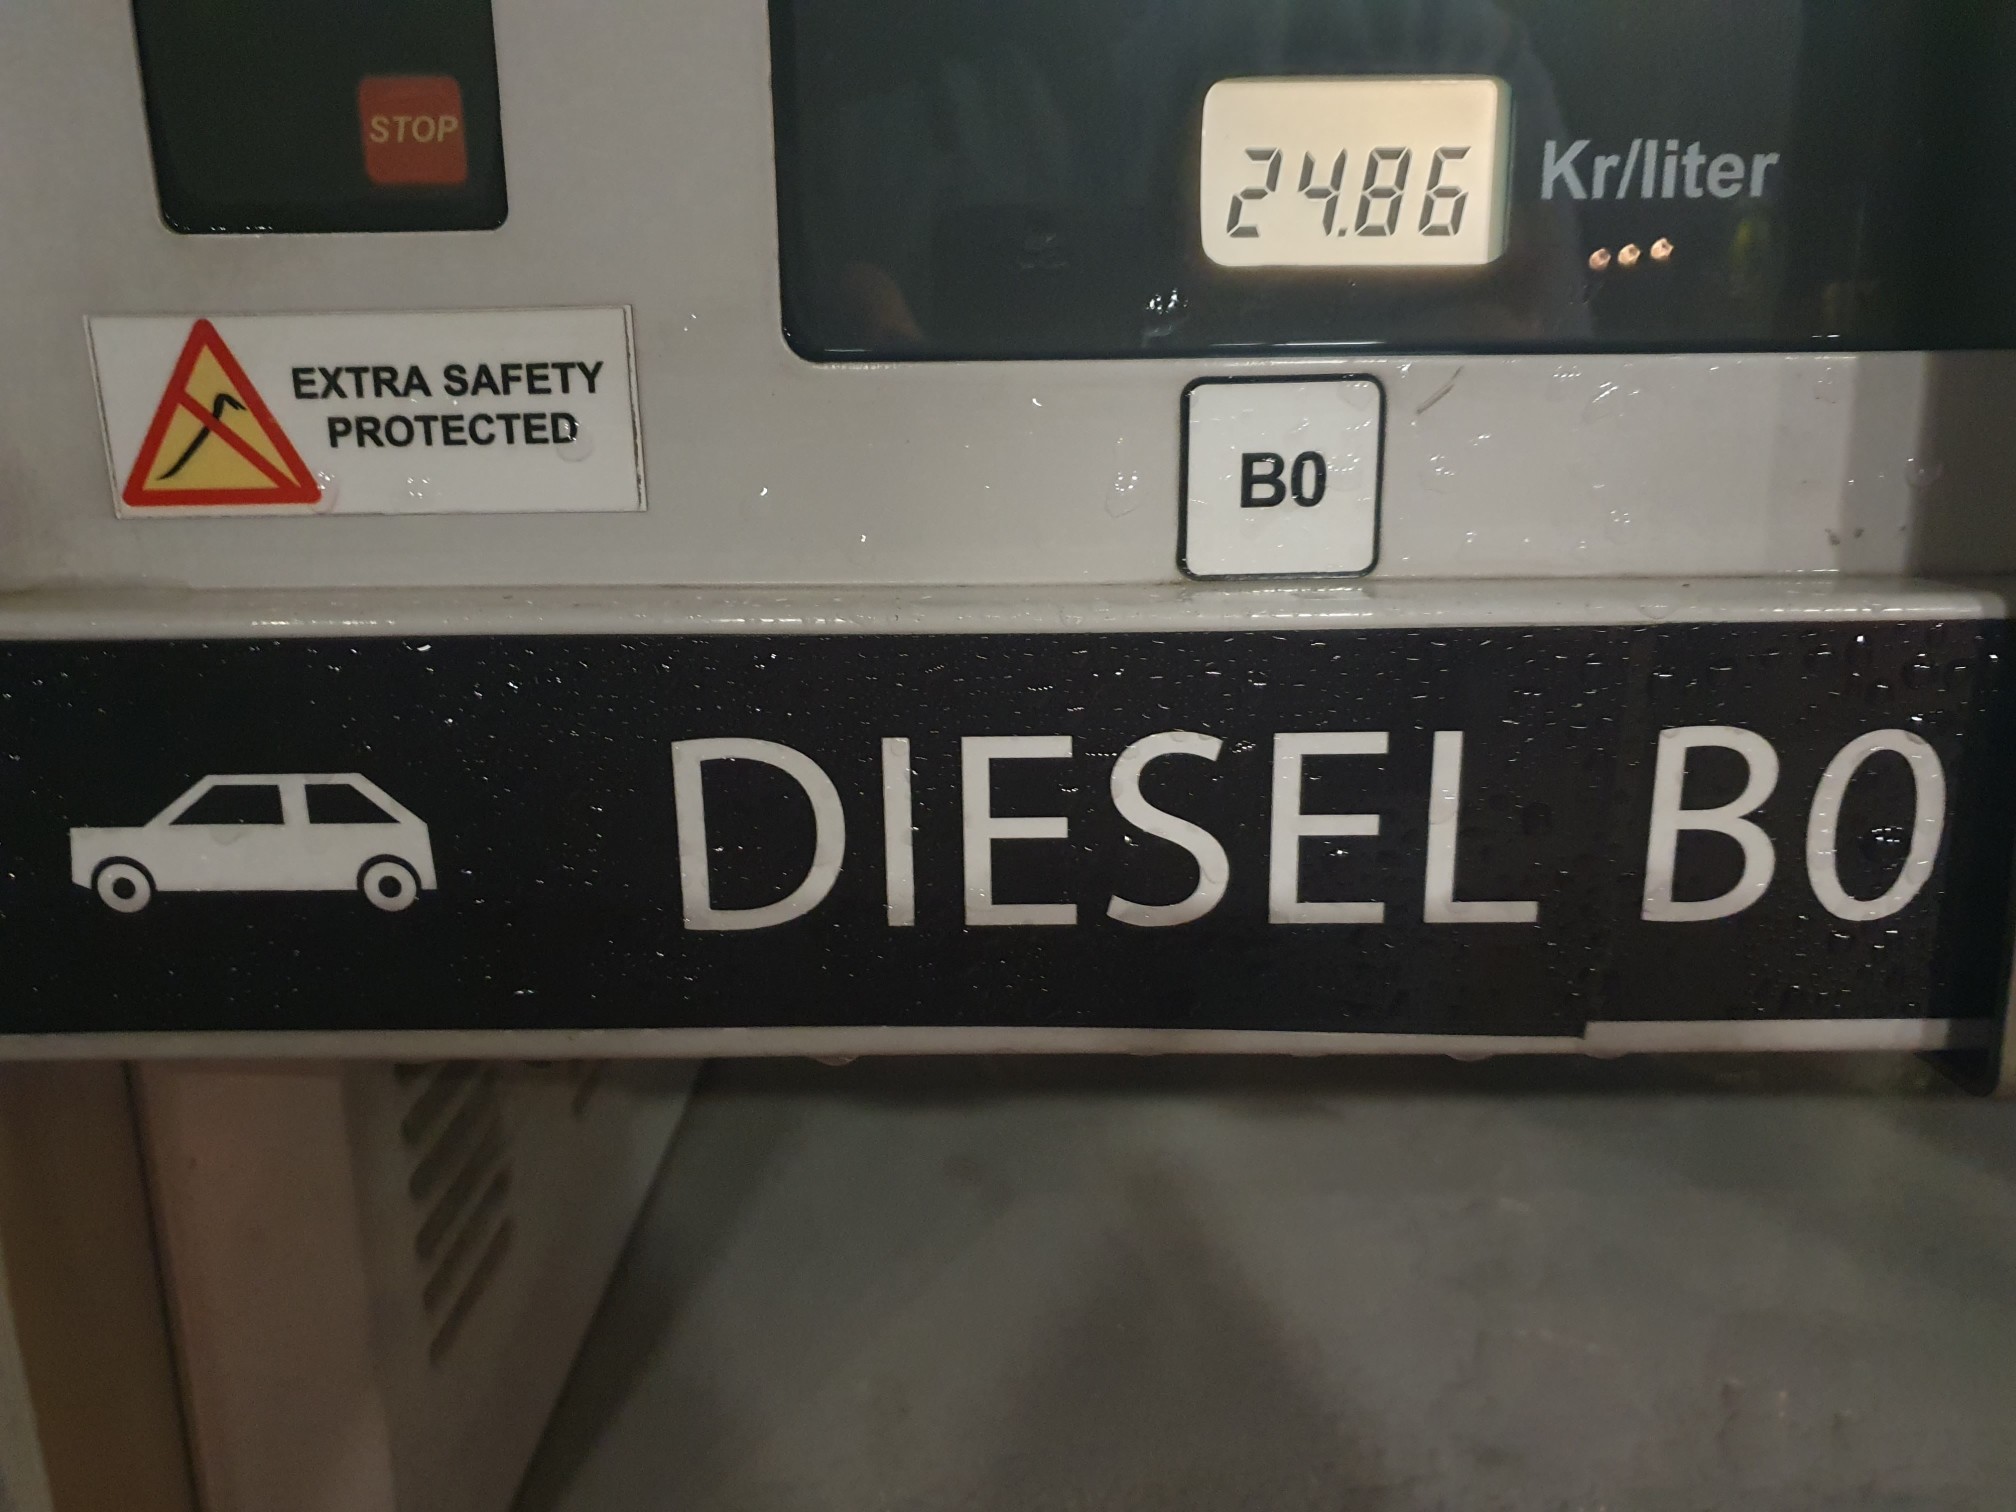 STOP
24.86 Kr/liter
EXTRA SAFETY
PROTECTED
B0
DIESEL B0